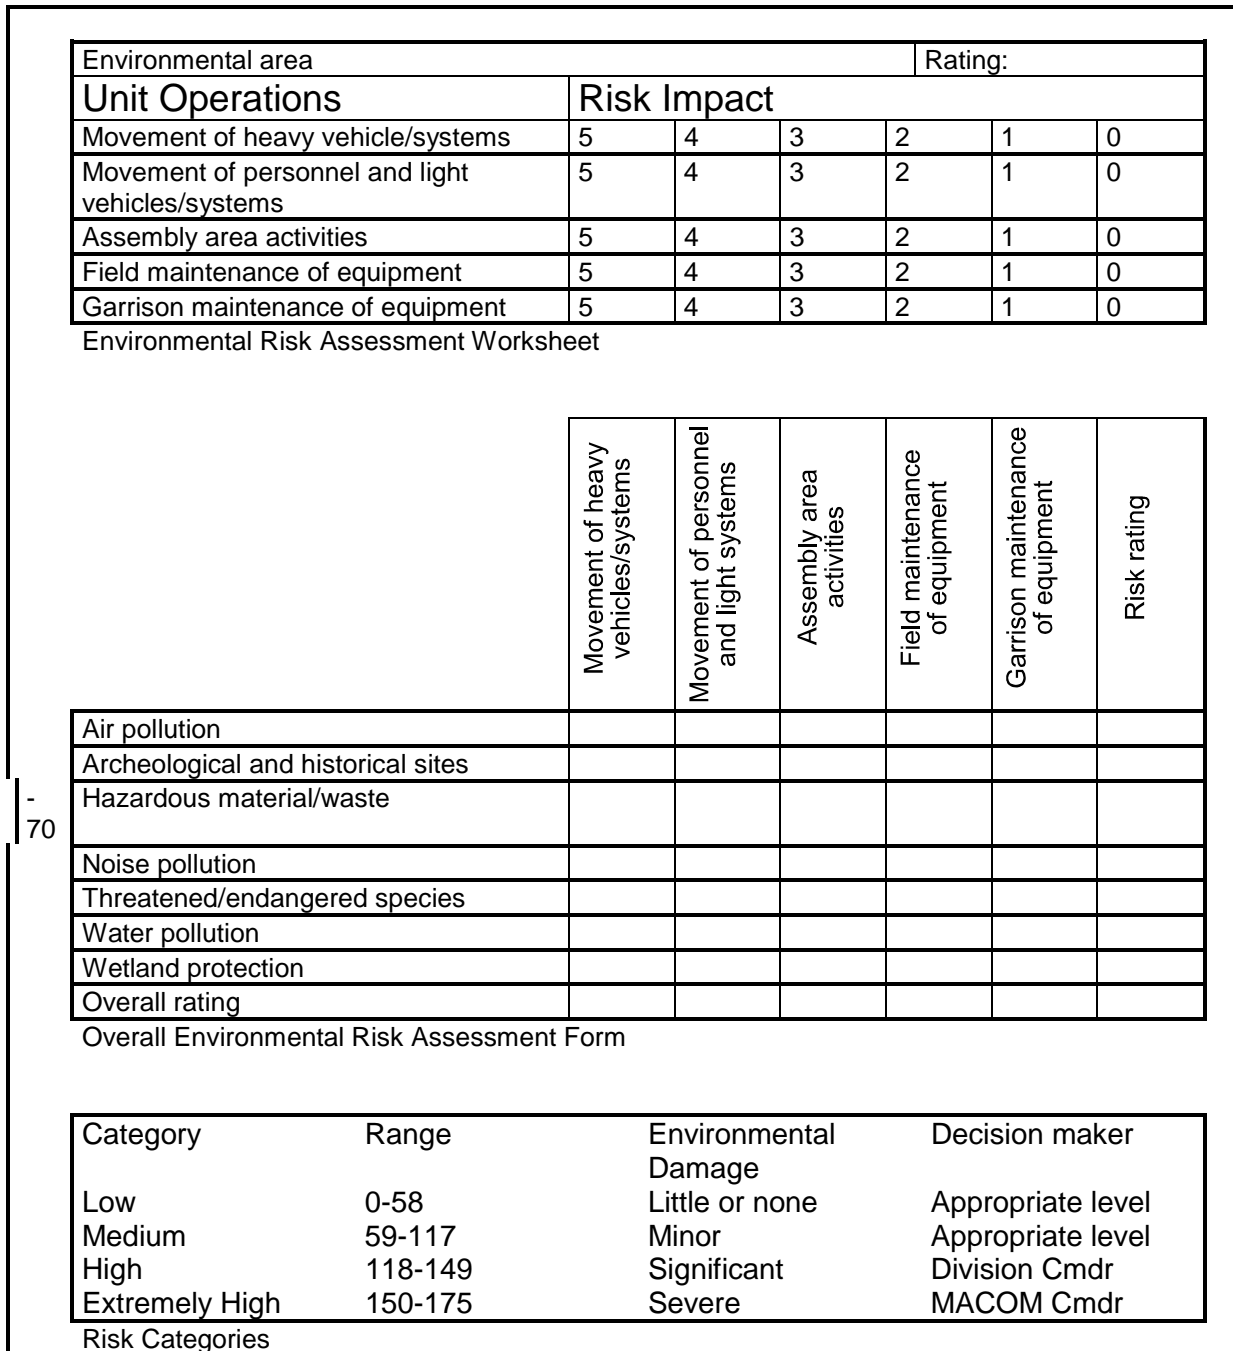 Environmental area Rating:
Unit Operations Risk Impact
Movement of heavy vehicle/systems 5 4 3 2 1 0
Movement of personnel and light 5 4 3 2 1 0
vehicles/systems
Assembly area activities 5 4 3 2 1 0
Field maintenance of equipment 5 4 3 2 1 0
Garrison maintenance of equipment 5 4 3 2 1 0
Environmental Risk Assessment Worksheet
Movement of heavy
vehicles/systems
Movement of personnel
and light systems
Assembly area
activities
Field maintenance
of equipment
Garrison maintenance
of equipment
Risk rating
Air pollution
Archeological and historical sites
Hazardous material/waste
-
70
Noise pollution
Threatened/endangered species
Water pollution
Wetland protection
Overall rating
Overall Environmental Risk Assessment Form
Category Range Environmental Decision maker
Damage
Low 0-58 Little or none Appropriate level
Medium 59-117 Minor Appropriate level
High 118-149 Significant Division Cmdr
Extremely High 150-175 Severe MACOM Cmdr
Risk Categories